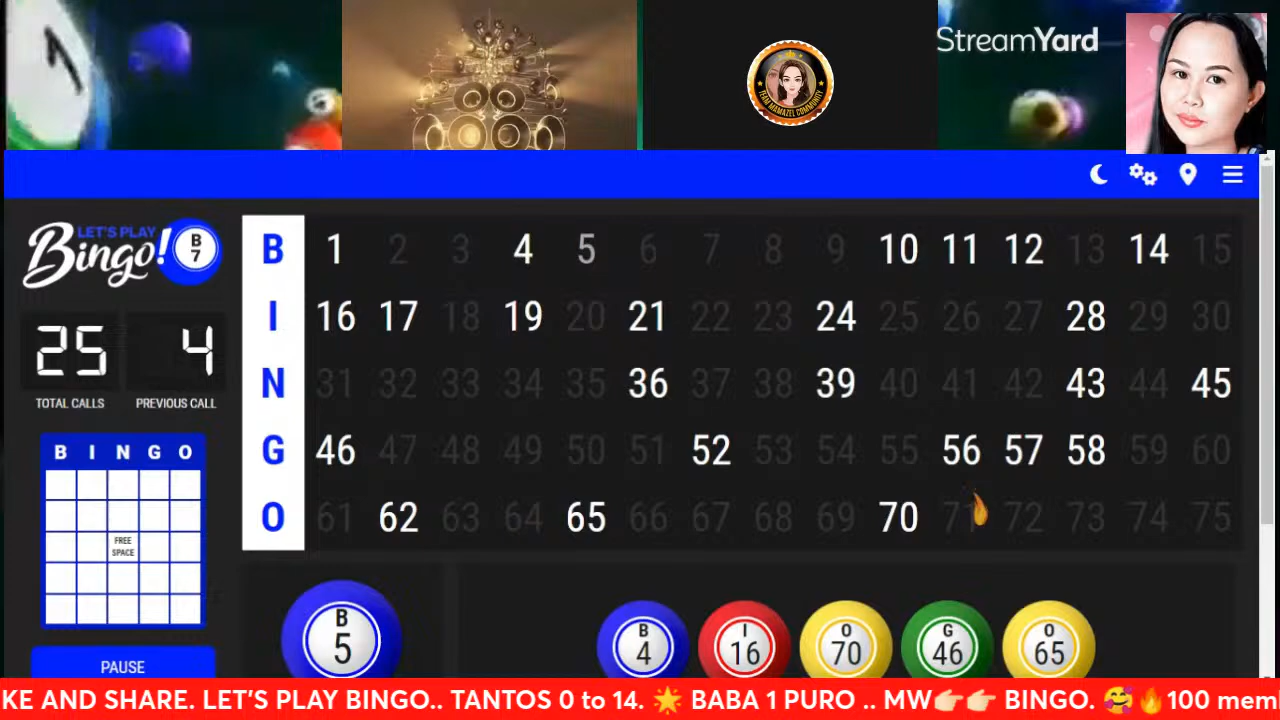 1
StreamYard
TEAM MAMAZEL COMMUNITY
LET'S PLAY
Bingo!
B
7
25
4
TOTAL CALLS
PREVIOUS CALL
B 1 2 3 4 5 6 7 8 9 10 11 12 13 14 15
I 16 17 18 19 20 21 22 23 24 25 26 27 28 29 30
N 31 32 33 34 35 36 37 38 39 40 41 42 43 44 45
G 46 47 48 49 50 51 52 53 54 55 56 57 58 59 60
O 61 62 63 64 65 66 67 68 69 70 71 72 73 74 75
B I N G O
FREE
SPACE
PAUSE
B
5
B
4
I
16
O
70
G
46
O
65
KE AND SHARE. LET'S PLAY BINGO.. TANTOS 0 to 14. 🌟 BABA 1 PURO .. MW👉🏻👉🏻 BINGO. 🥰🔥100 mem